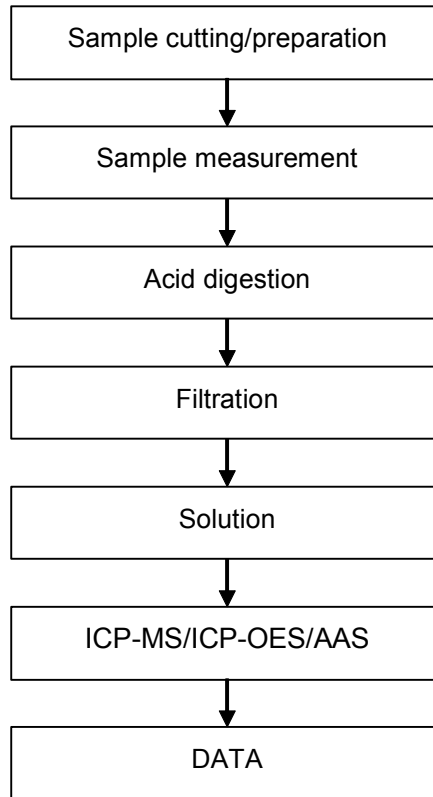 Sample cutting/preparation
Sample measurement
Acid digestion
Filtration
Solution
ICP-MS/ICP-OES/AAS
DATA